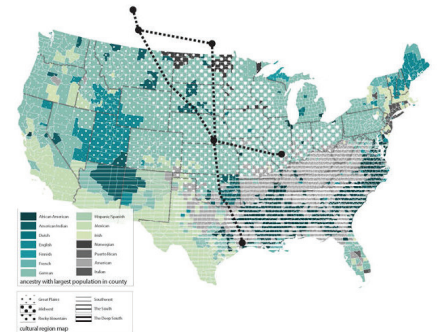 African American
American Indian
Dutch
English
Finnish
French
German
Hispanic/Spanish
Mexican
Irish
Norwegian
Puerto Rican
American
Italian
ancestry with largest population in county
Great Plains
Midwest
Rocky Mountain
Southwest
The South
The Deep South
cultural region map